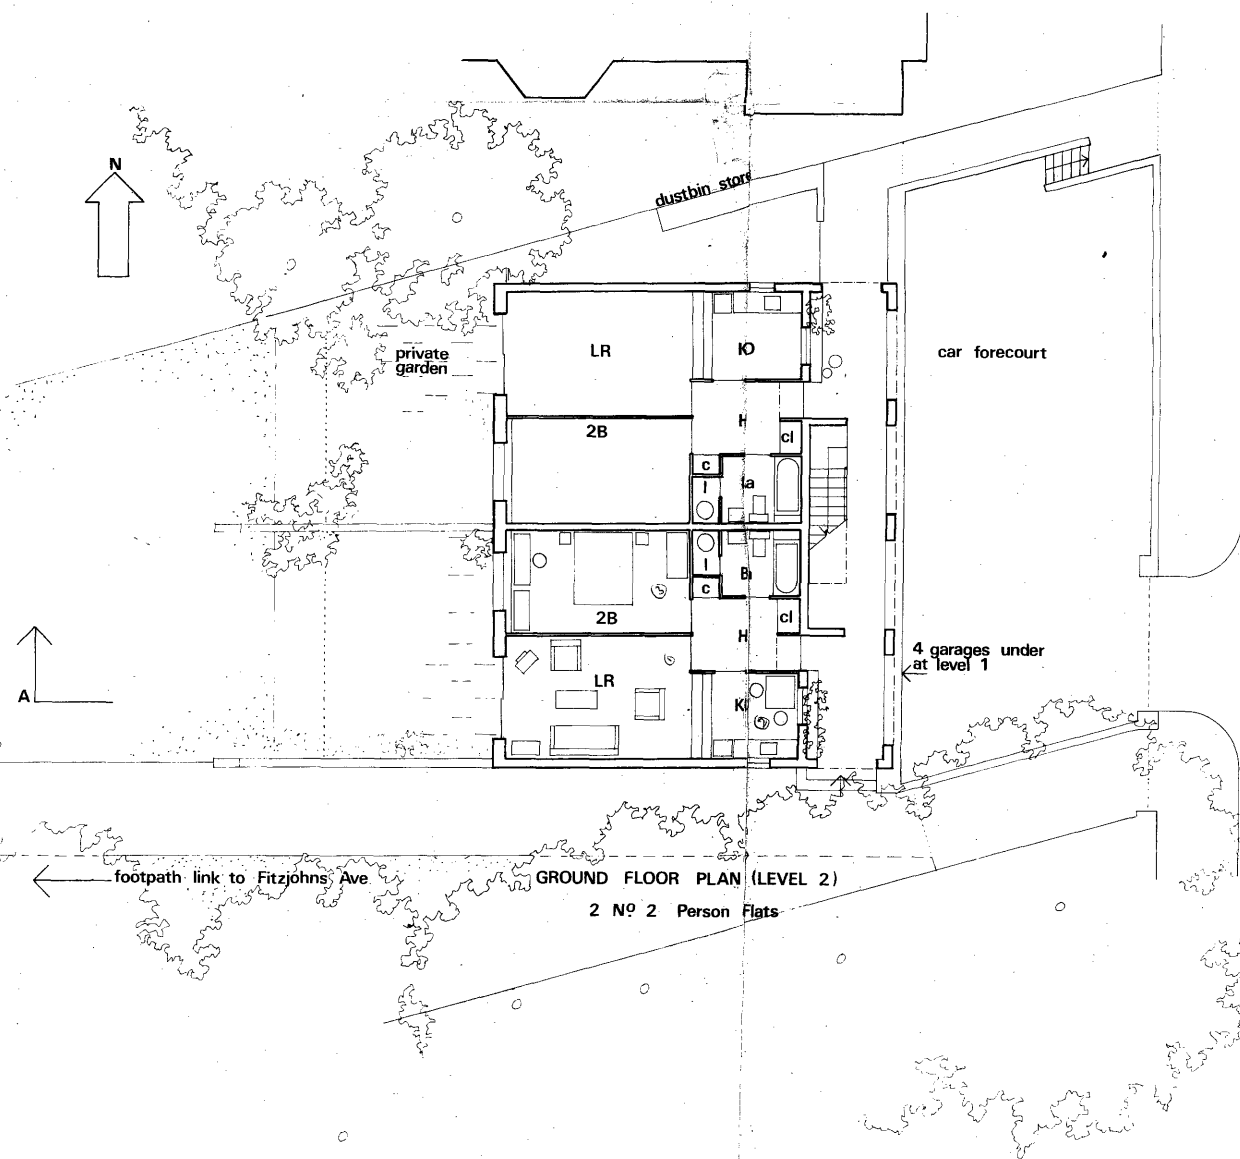 N
dustbin store
private
garden
LR
car forecourt
2B
H
cl
c
l
l
c
2B
H
cl
LR
4 garages under
at level 1
A
footpath link to Fitzjohns Ave
GROUND FLOOR PLAN (LEVEL 2)
2 Nº 2 Person Flats